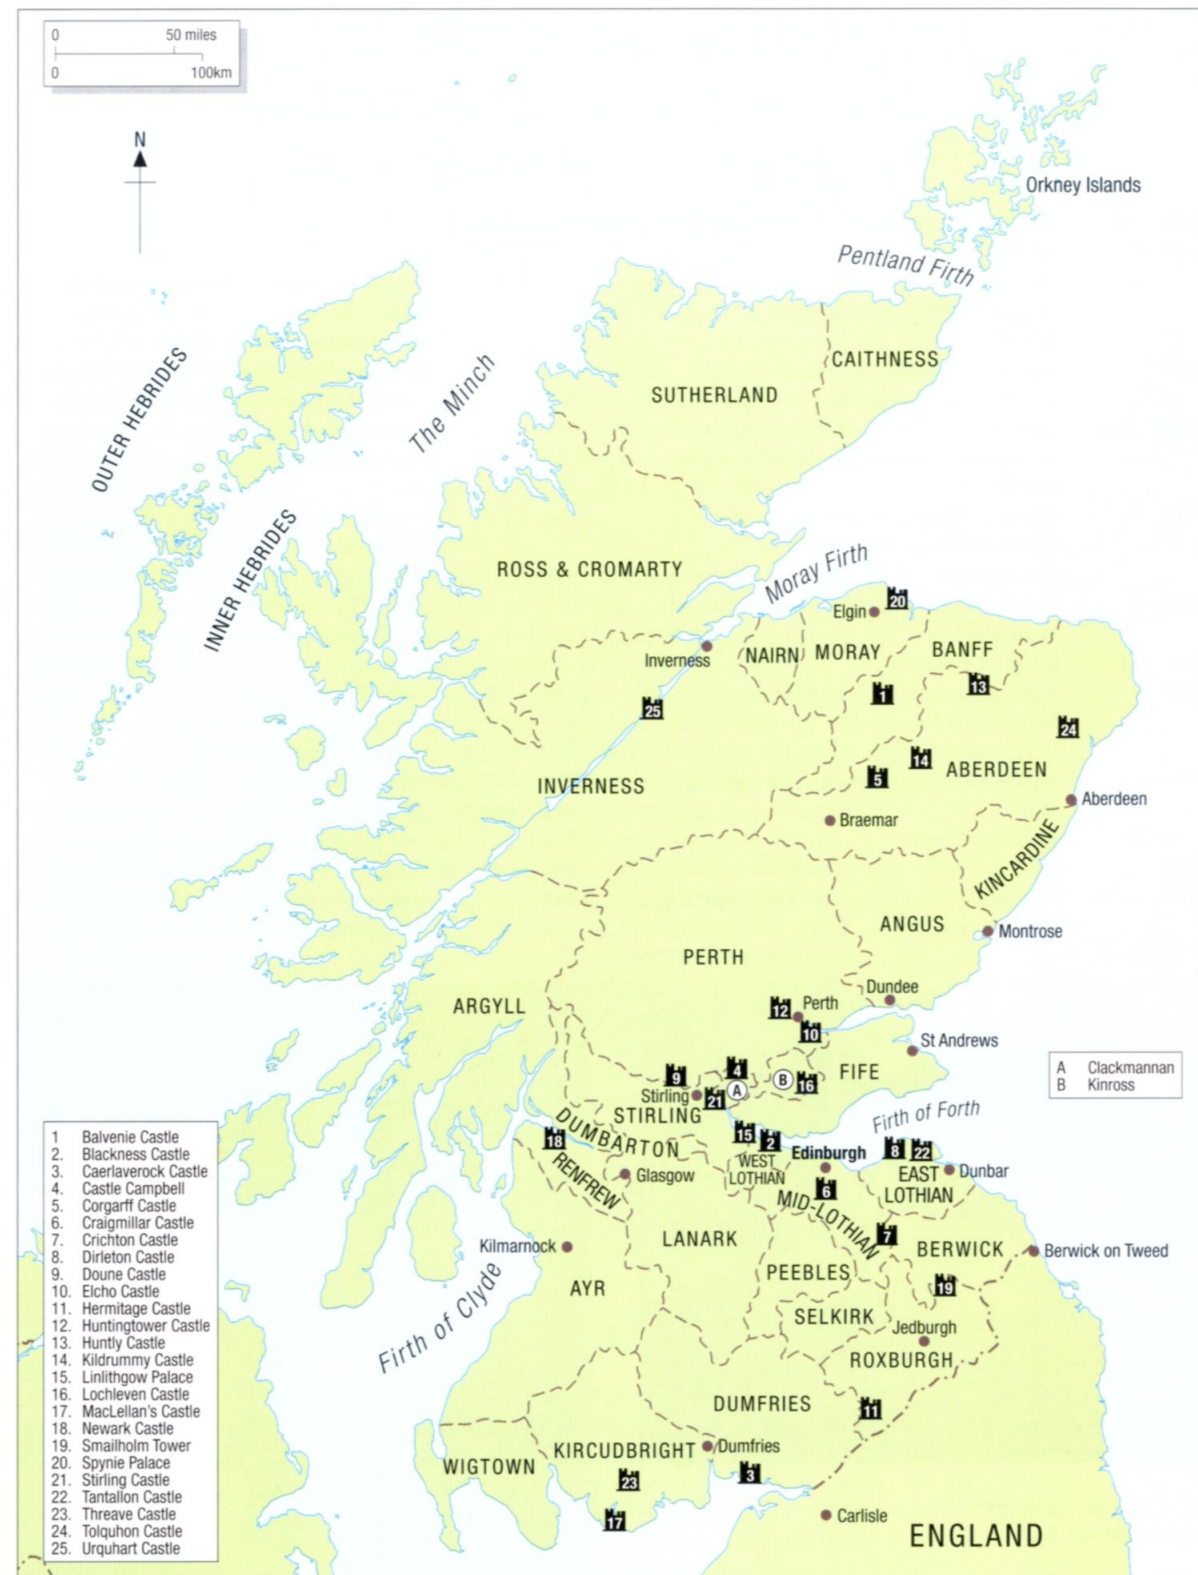 0 50 miles
0 100km
N
Orkney Islands
Pentland Firth
CAITHNESS
SUTHERLAND
OUTER HEBRIDES
The Minch
INNER HEBRIDES
ROSS & CROMARTY
Moray Firth
Elgin
20
Inverness
NAIRN
MORAY
BANFF
13
1
25
24
14
ABERDEEN
5
INVERNESS
Aberdeen
Braemar
KINCARDINE
ANGUS
Montrose
PERTH
Dundee
ARGYLL
12
Perth
10
St Andrews
4
B
FIFE
9
A
16
Stirling
21
STIRLING
A Clackmannan
B Kinross
Firth of Forth
DUMBARTON
18
15
2
Edinburgh
8
22
WEST
LOTHIAN
EAST
LOTHIAN
Dunbar
RENFREW
Glasgow
6
MID-LOTHIAN
7
LANARK
Kilmarnock
BERWICK
Berwick on Tweed
PEEBLES
19
AYR
Firth of Clyde
SELKIRK
Jedburgh
ROXBURGH
DUMFRIES
11
KIRCUDBRIGHT
Dumfries
WIGTOWN
23
3
17
Carlisle
ENGLAND
1 Balvenie Castle
2. Blackness Castle
3. Caerlaverock Castle
4. Castle Campbell
5. Corgarff Castle
6. Craigmillar Castle
7. Crichton Castle
8. Dirleton Castle
9. Doune Castle
10. Elcho Castle
11. Hermitage Castle
12. Huntingtower Castle
13. Huntly Castle
14. Kildrummy Castle
15. Linlithgow Palace
16. Lochleven Castle
17. MacLellan's Castle
18. Newark Castle
19. Smailholm Tower
20. Spynie Palace
21. Stirling Castle
22. Tantallon Castle
23. Threave Castle
24. Tolquhon Castle
25. Urquhart Castle